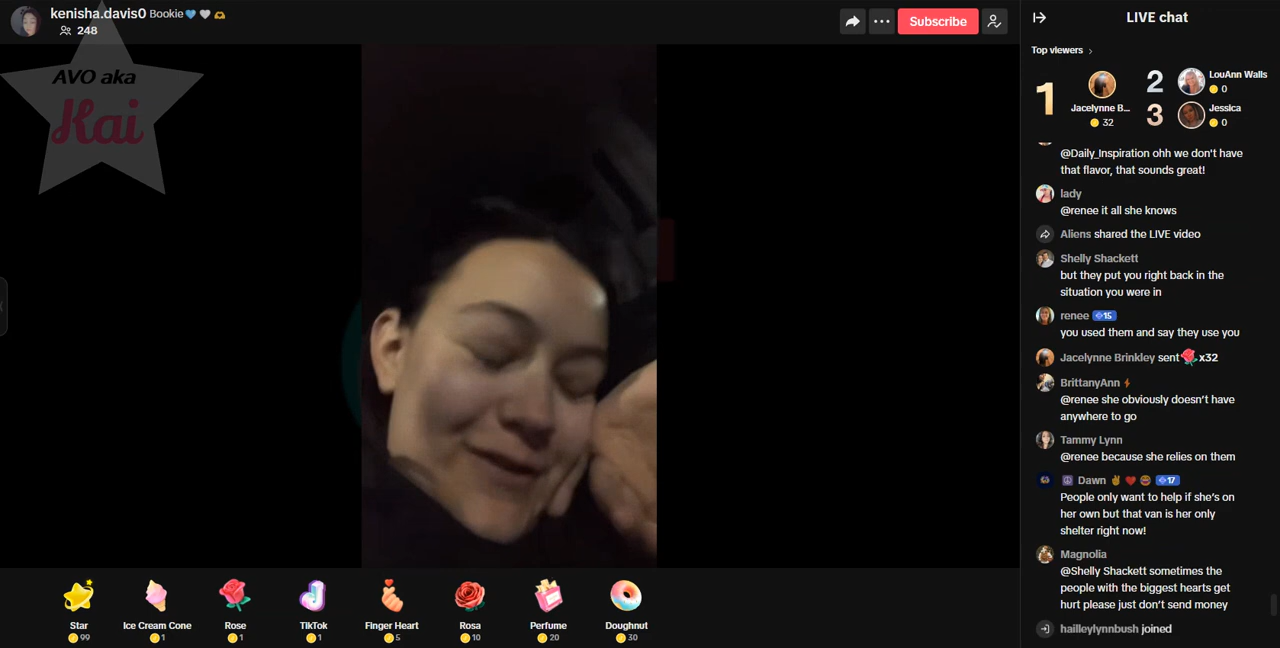 kenisha.davis0 Bookie🩵🤍🫶
248
Subscribe
AVO aka
Kai
Star
99
Ice Cream Cone
1
Rose
1
TikTok
1
Finger Heart
5
Rosa
10
Perfume
20
Doughnut
30
LIVE chat
Top viewers
1
Jacelynne B...
32
2
LouAnn Walls
0
3
Jessica
0
@Daily_Inspiration ohh we don't have
that flavor, that sounds great!
lady
@renee it all she knows
Aliens shared the LIVE video
Shelly Shackett
but they put you right back in the
situation you were in
renee 15
you used them and say they use you
Jacelynne Brinkley sent🌹x32
BrittanyAnn⚡
@renee she obviously doesn't have
anywhere to go
Tammy Lynn
@renee because she relies on them
Dawn 17
People only want to help if she's on
her own but that van is her only
shelter right now!
Magnolia
@Shelly Shackett sometimes the
people with the biggest hearts get
hurt please just don't send money
hailleylynnbush joined